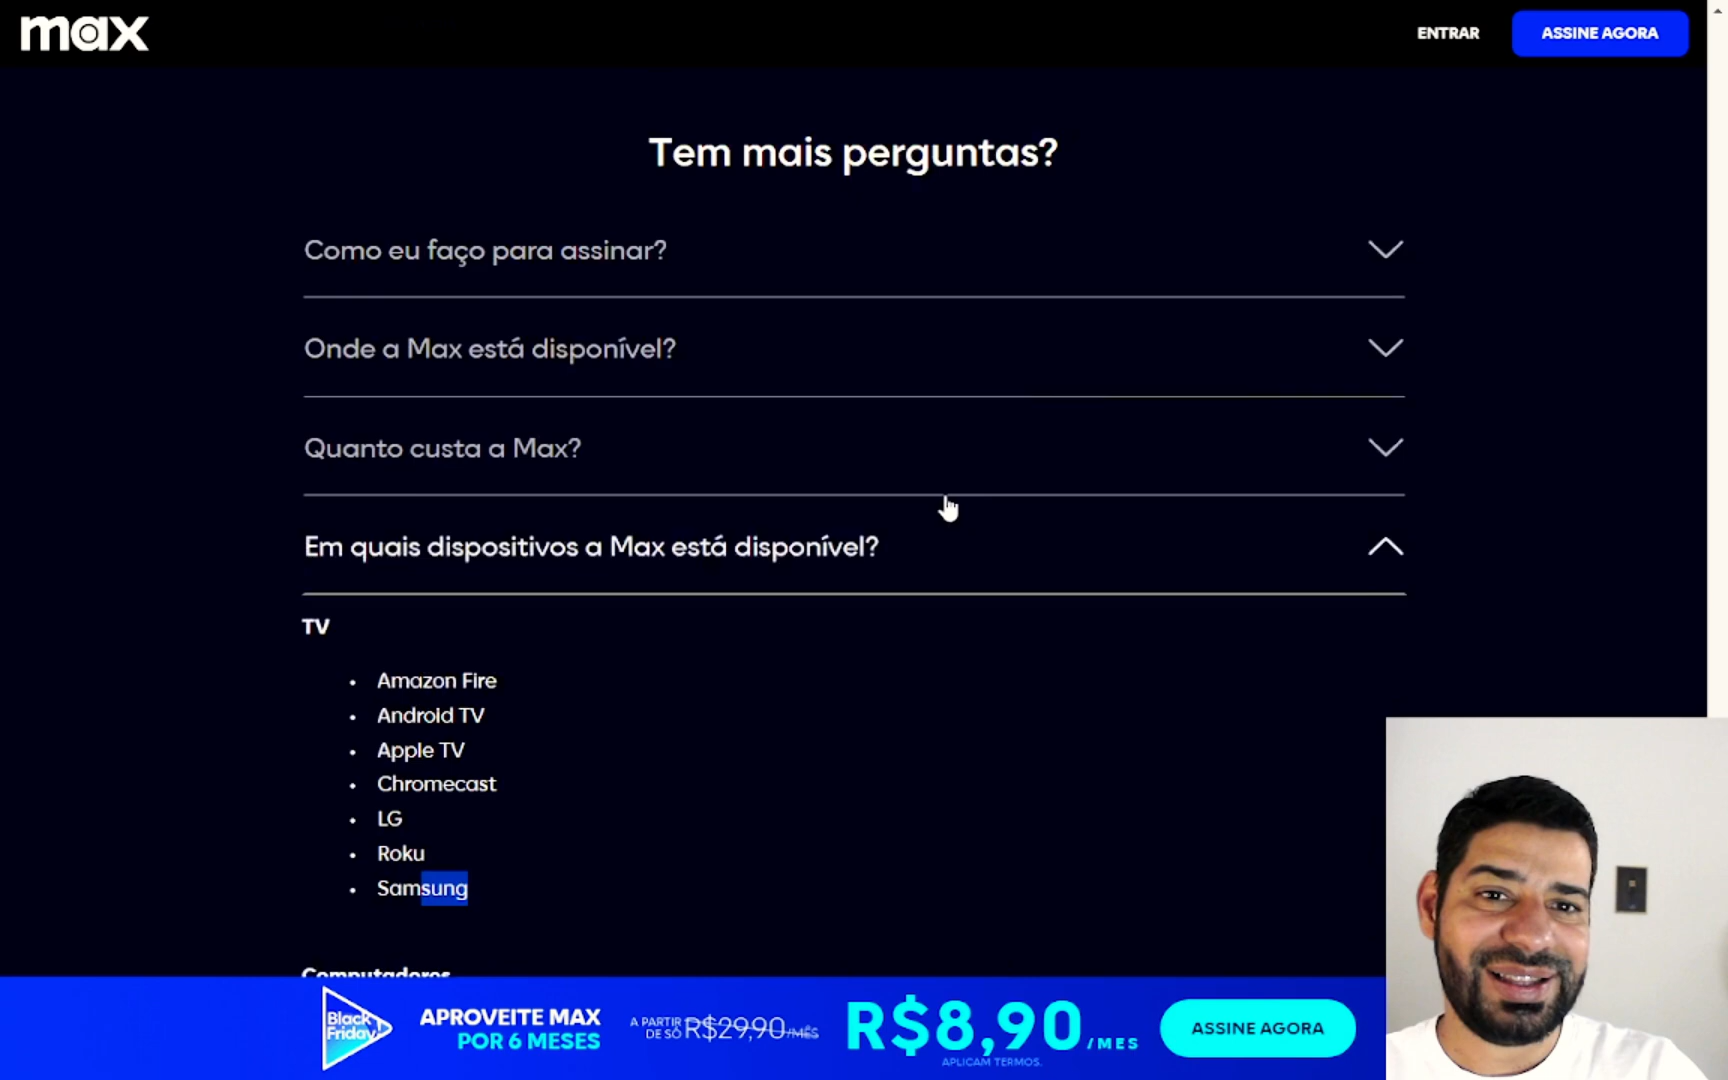 max
ENTRAR
ASSINE AGORA
Tem mais perguntas?
Como eu faço para assinar?
Onde a Max está disponível?
Quanto custa a Max?
Em quais dispositivos a Max está disponível?
TV
• Amazon Fire
• Android TV
• Apple TV
• Chromecast
• LG
• Roku
• Samsung
Computadores
Black Friday
APROVEITE MAX
POR 6 MESES
A PARTIR
DE SÓ R$29,90/MÊS
R$8,90/MES
APLICAM TERMOS.
ASSINE AGORA